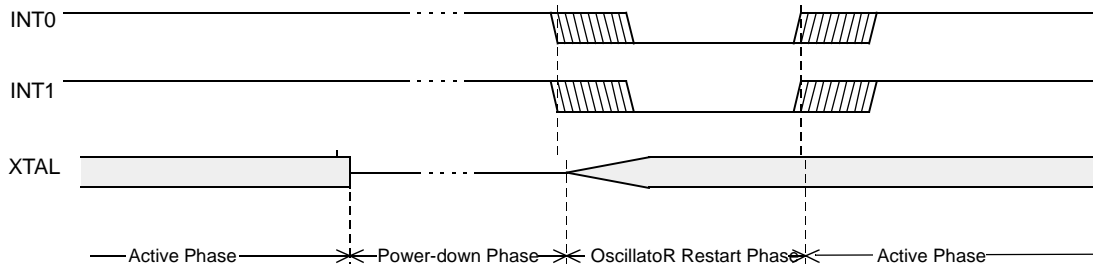 INT0
INT1
XTAL
Active Phase Power-down Phase OscillatoR Restart Phase Active Phase